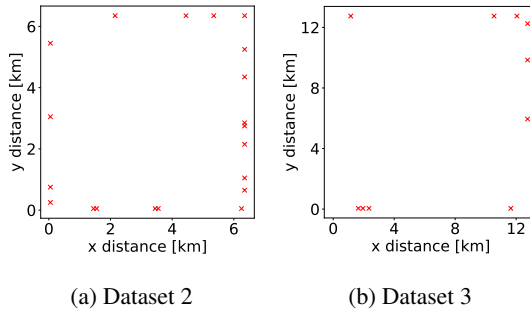 6
4
2
0
0 2 4 6
y distance [km]
x distance [km]
(a) Dataset 2
12
8
4
0
0 4 8 12
y distance [km]
x distance [km]
(b) Dataset 3